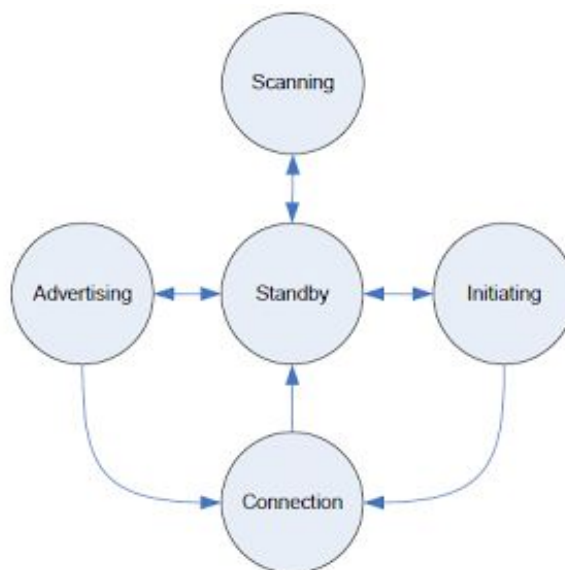 Scanning
Advertising
Standby
Initiating
Connection